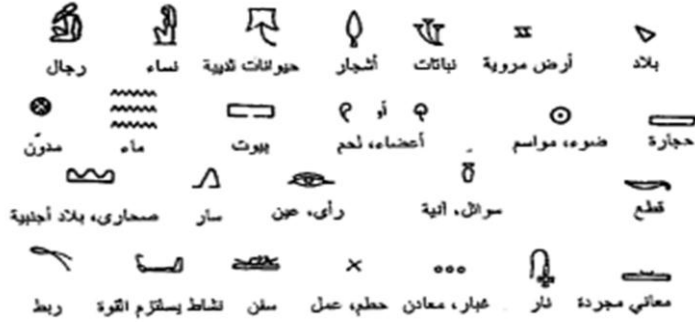 بلاد أرض مروية نباتات أشجار حيوانات ثديية نساء رجال
أو
حجارة ضوء، مواسم أعضاء، لحم بيوت ماء مدوّن
قطع سوائل، آنية رأى، عين سار صحارى، بلاد أجنبية
معاني مجردة نار غبار، معادن حطم، عمل سفن نشاط يستلزم القوة ربط